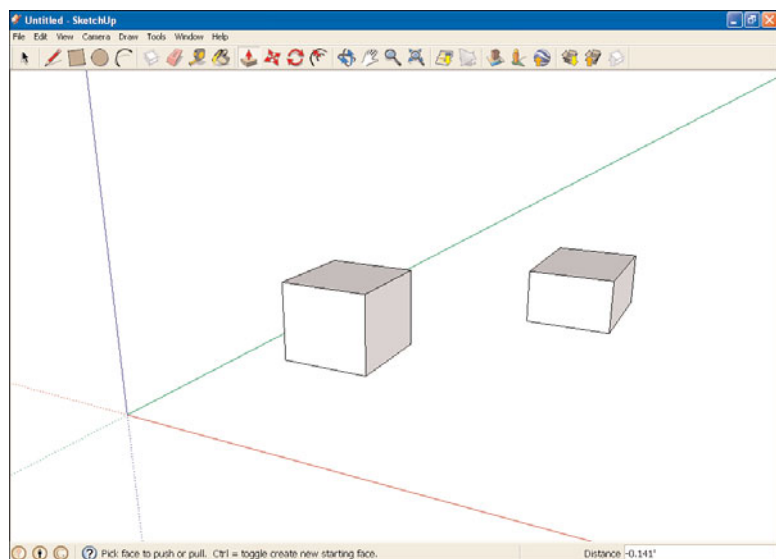 Untitled - SketchUp
File Edit View Camera Draw Tools Window Help
Pick face to push or pull. Ctrl = toggle create new starting face. Distance -0.141'